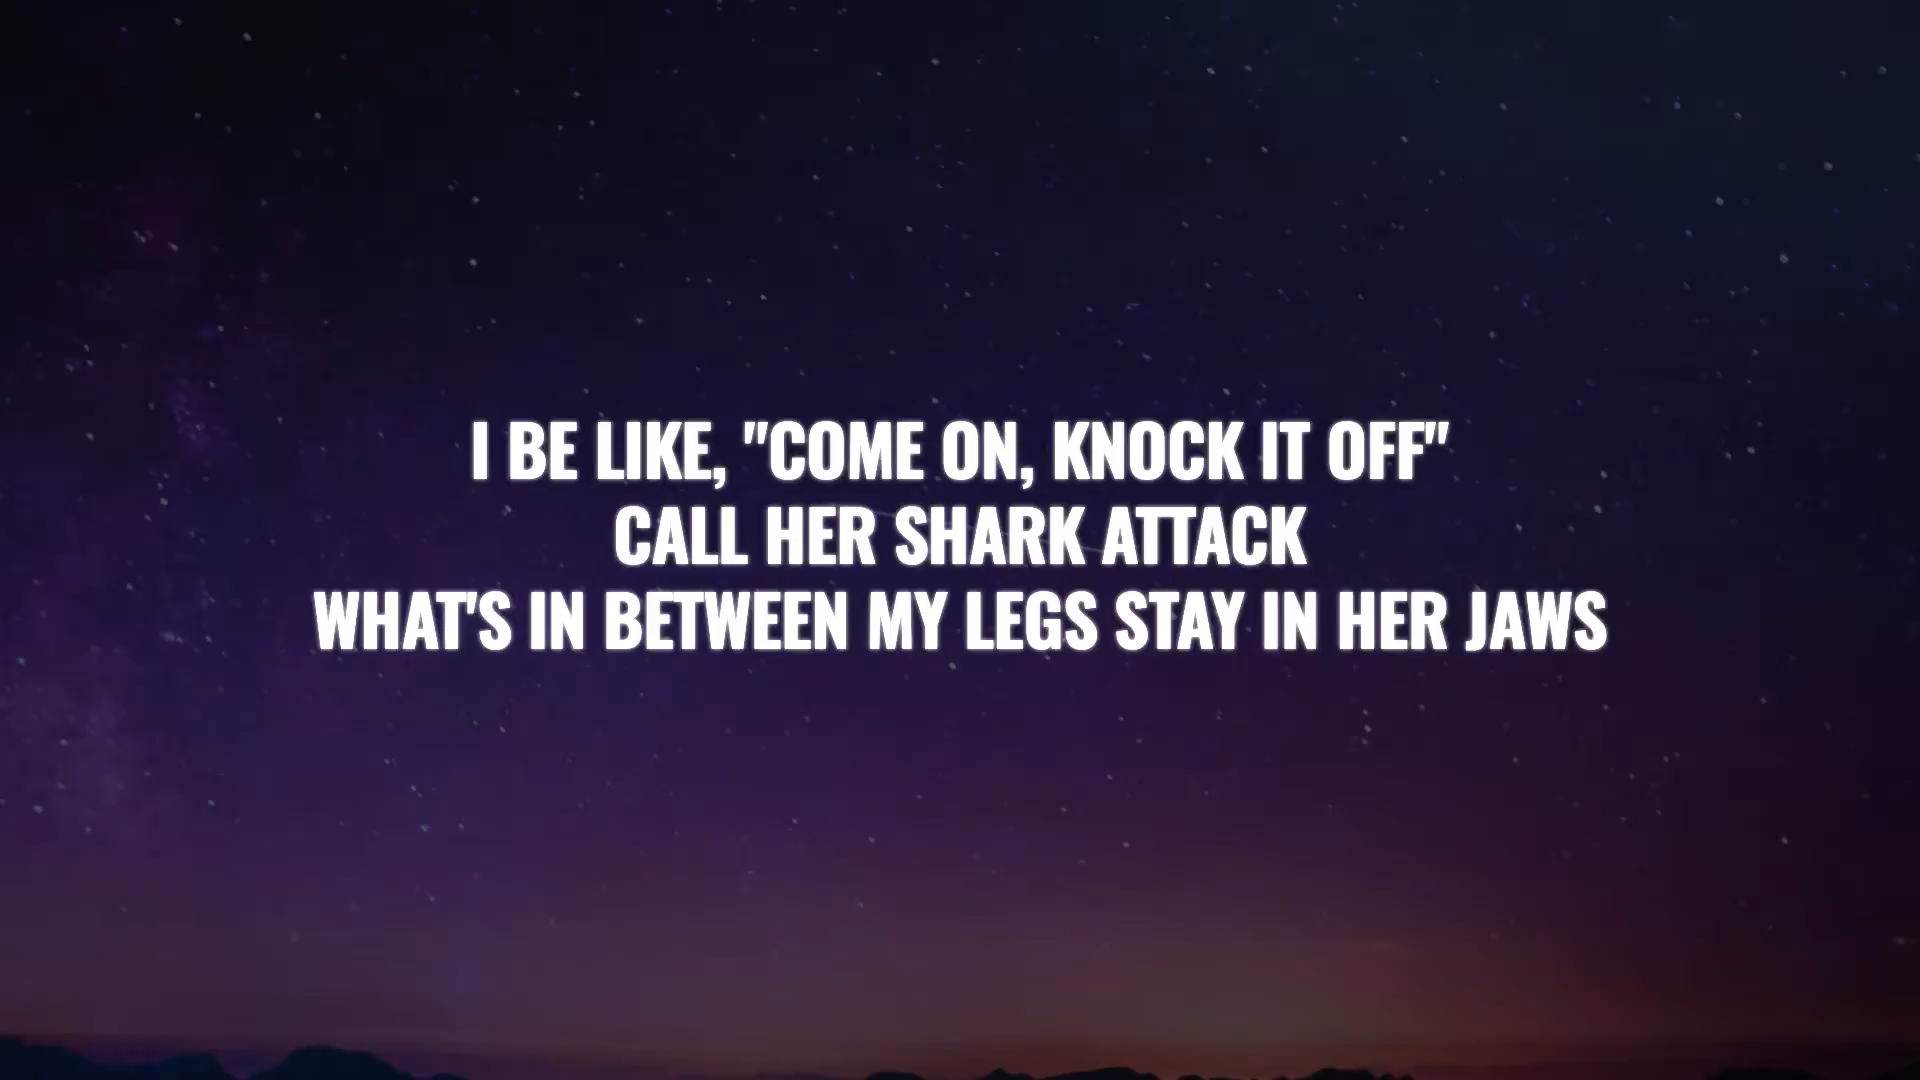 I BE LIKE, "COME ON, KNOCK IT OFF"
CALL HER SHARK ATTACK
WHAT'S IN BETWEEN MY LEGS STAY IN HER JAWS